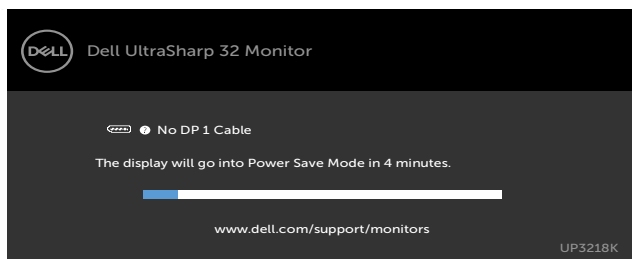 DELL
Dell UltraSharp 32 Monitor
? No DP 1 Cable
The display will go into Power Save Mode in 4 minutes.
www.dell.com/support/monitors
UP3218K